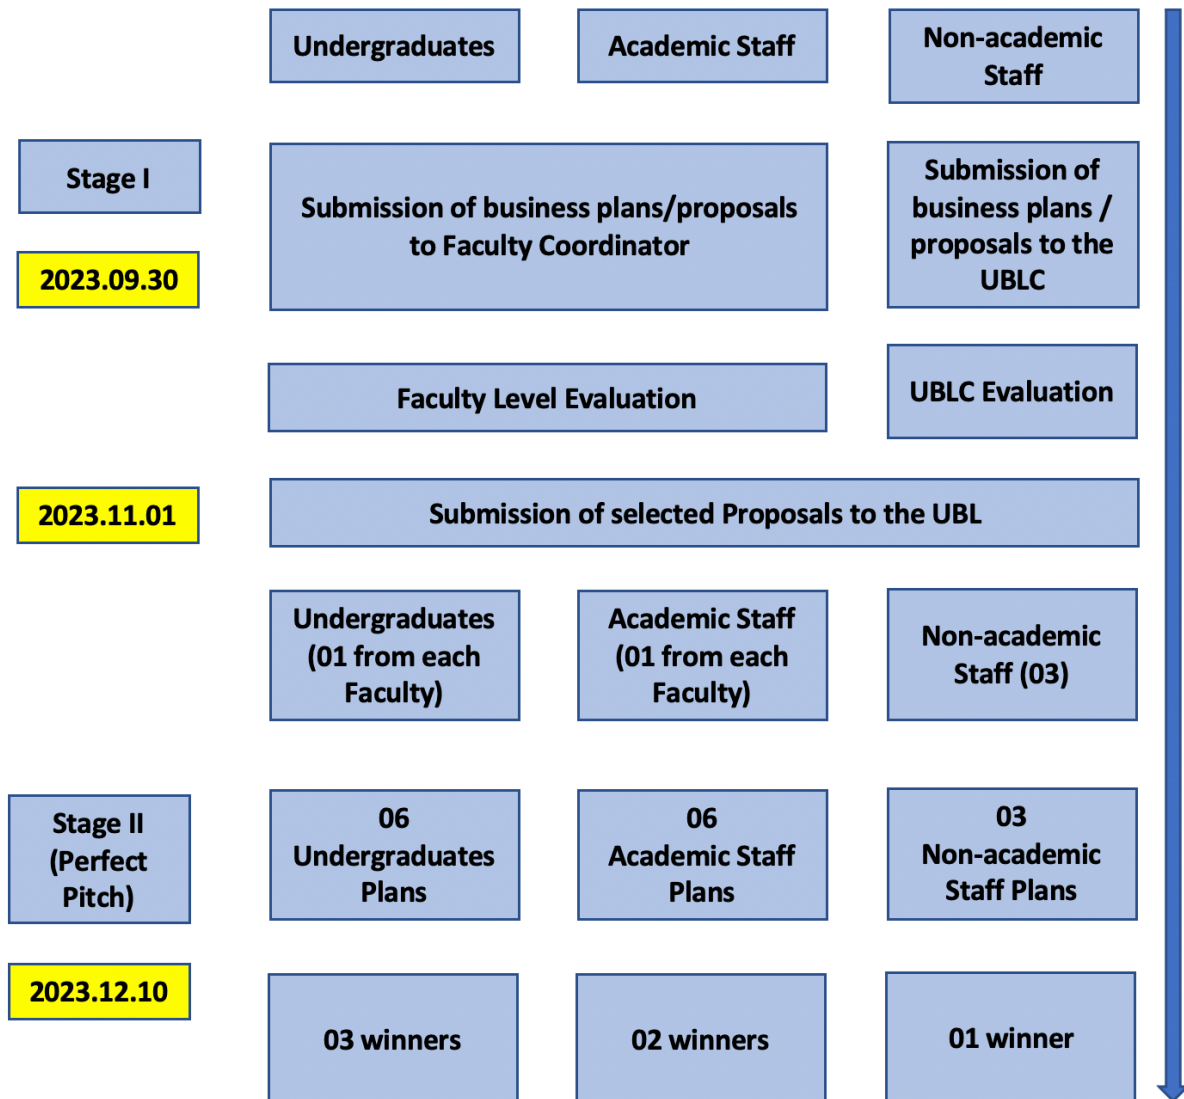 Undergraduates
Academic Staff
Non-academic
Staff
Stage I
2023.09.30
Submission of business plans/proposals
to Faculty Coordinator
Submission of
business plans /
proposals to the
UBLC
Faculty Level Evaluation
UBLC Evaluation
2023.11.01
Submission of selected Proposals to the UBL
Undergraduates
(01 from each
Faculty)
Academic Staff
(01 from each
Faculty)
Non-academic
Staff (03)
Stage II
(Perfect
Pitch)
06
Undergraduates
Plans
06
Academic Staff
Plans
03
Non-academic
Staff Plans
2023.12.10
03 winners
02 winners
01 winner